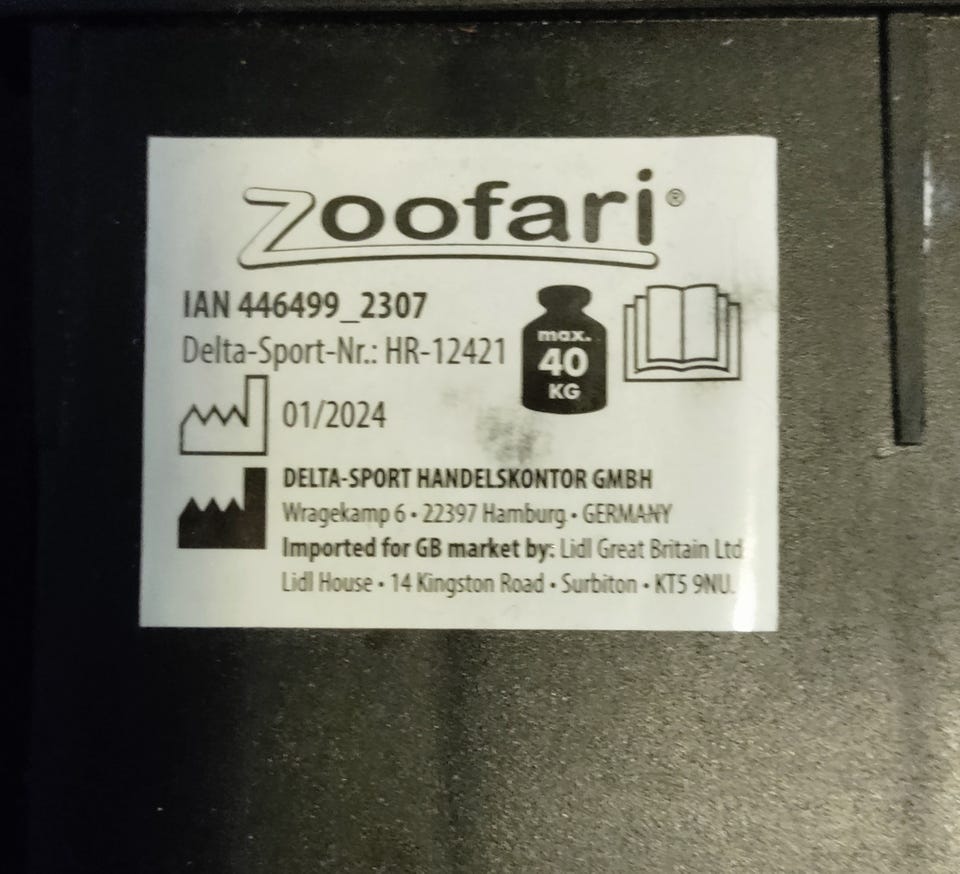 Zoofari®
IAN 446499_2307
Delta-Sport-Nr.: HR-12421
max.
40
KG
01/2024
DELTA-SPORT HANDELSKONTOR GMBH
Wragekamp 6 • 22397 Hamburg • GERMANY
Imported for GB market by: Lidl Great Britain Ltd
Lidl House • 14 Kingston Road • Surbiton • KT5 9NU.